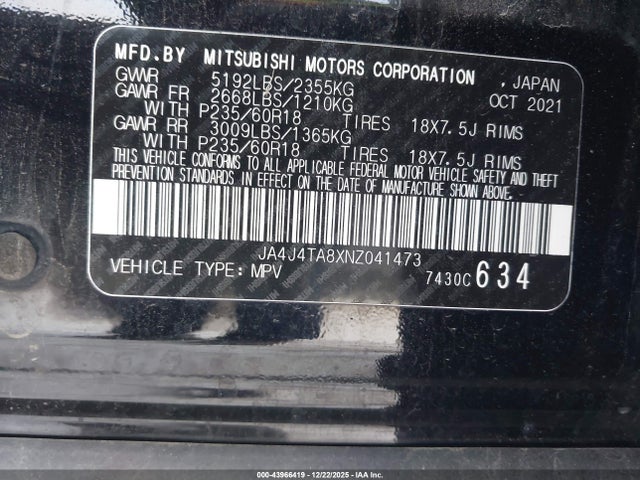 MFD.BY MITSUBISHI MOTORS CORPORATION , JAPAN
GVWR 5192LBS/2355KG OCT 2021
GAWR FR 2668LBS/1210KG
WITH P235/60R18 TIRES 18X7.5J RIMS
GAWR RR 3009LBS/1365KG
WITH P235/60R18 TIRES 18X7.5J RIMS
THIS VEHICLE CONFORMS TO ALL APPLICABLE FEDERAL MOTOR VEHICLE SAFETY AND THEFT
PREVENTION STANDARDS IN EFFECT ON THE DATE OF MANUFACTURE SHOWN ABOVE.
JA4J4TA8XNZ041473
VEHICLE TYPE: MPV 7430C 634
000-43966419 - 12/22/2025 - Copyright IAA.